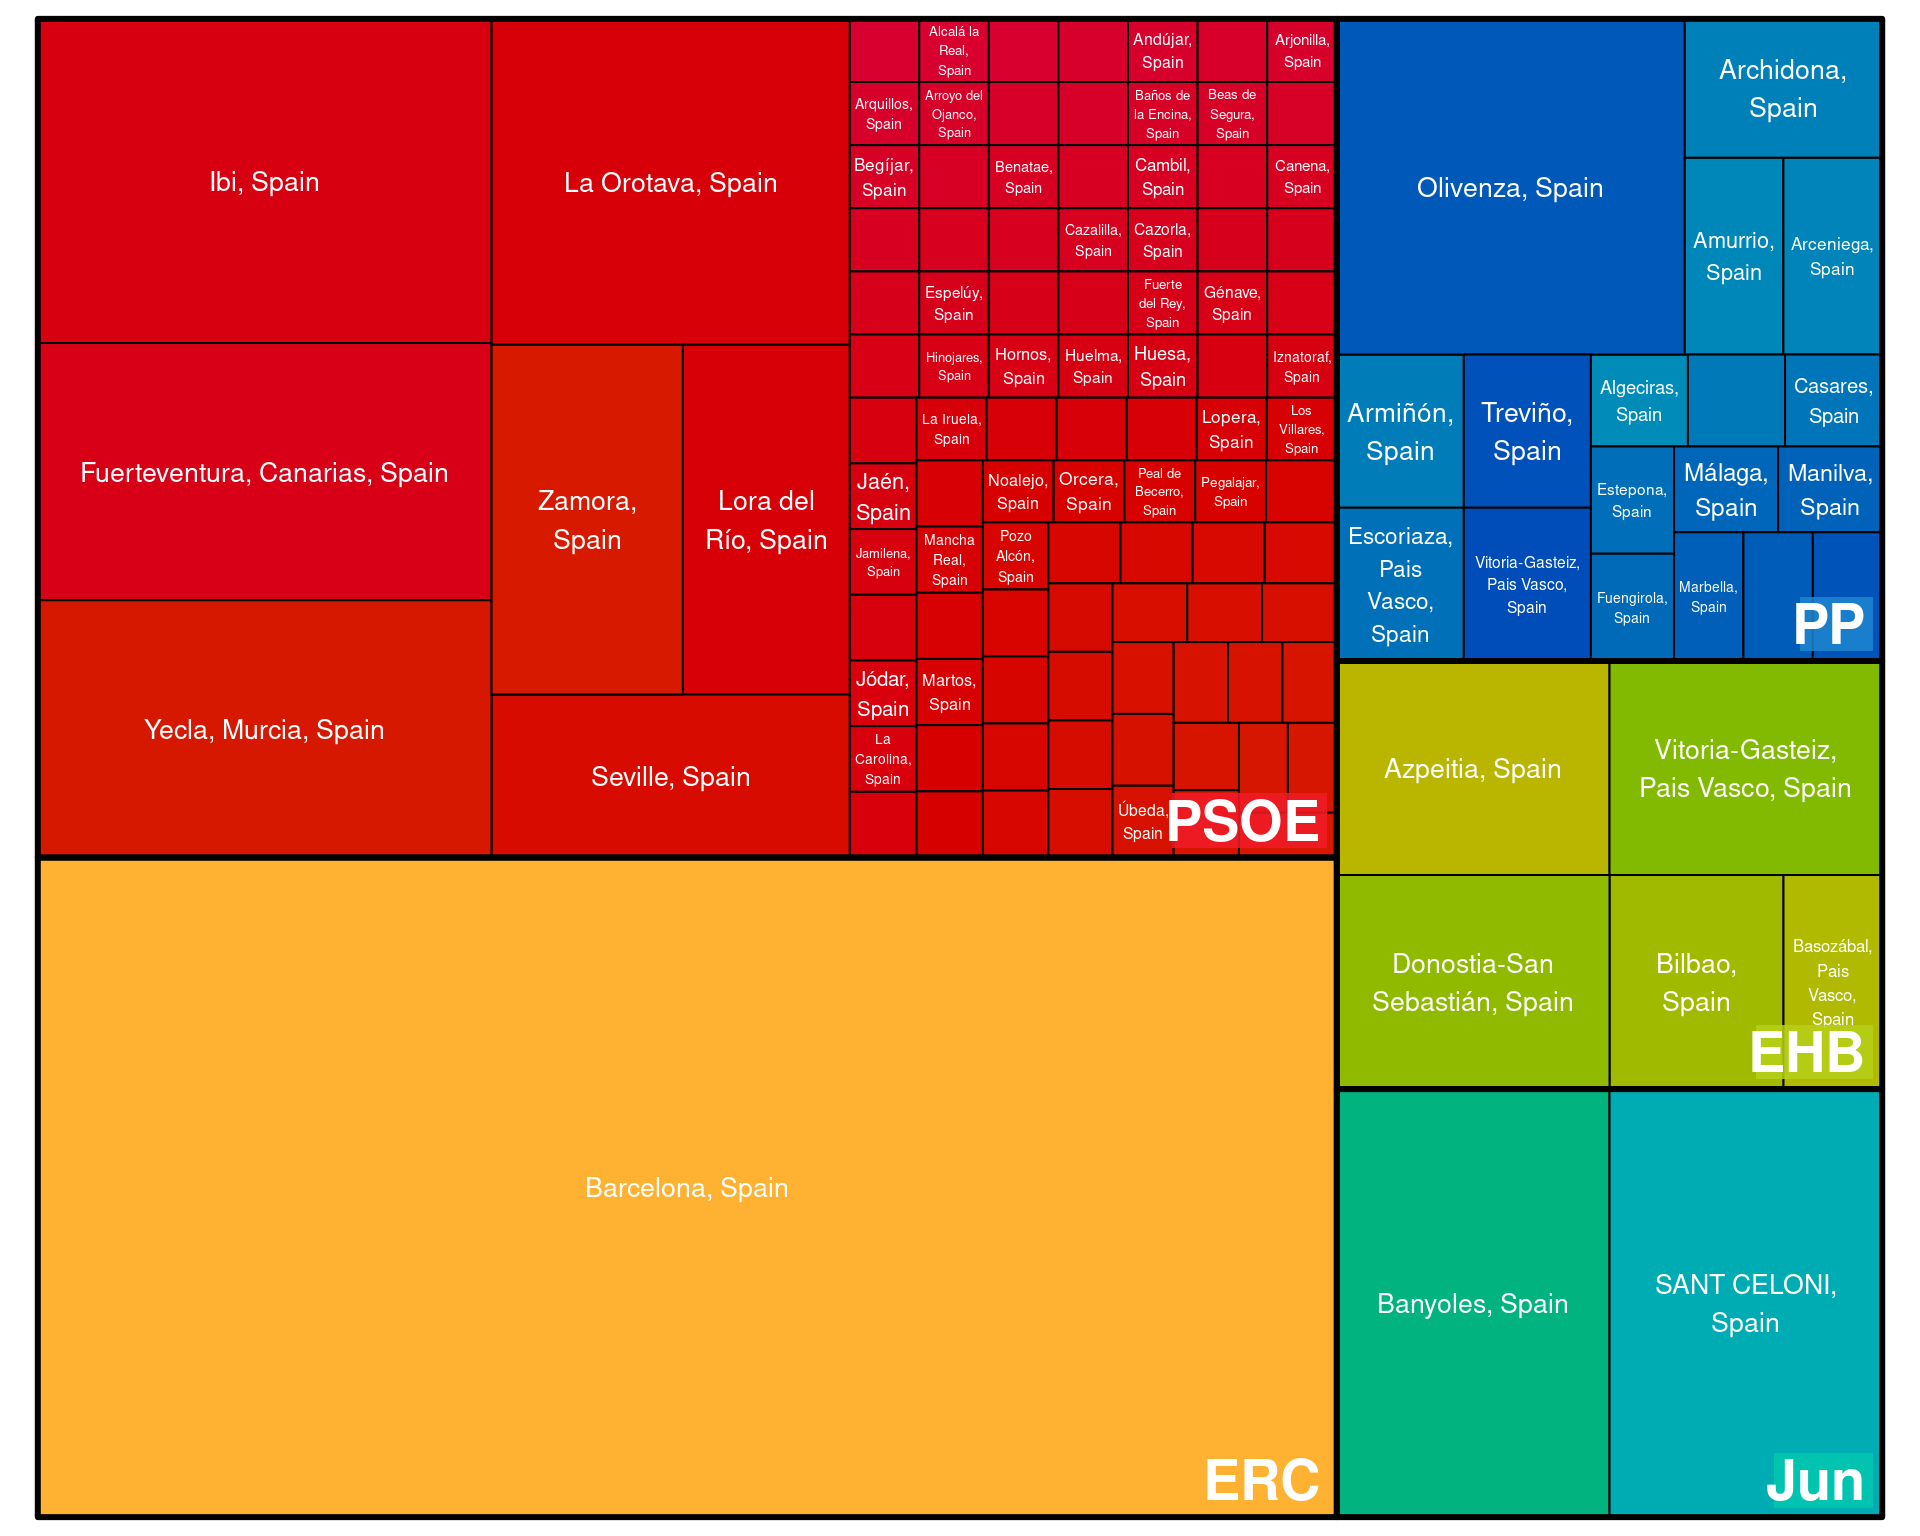 Ibi, Spain
Fuerteventura, Canarias, Spain
Yecla, Murcia, Spain
La Orotava, Spain
Zamora,
Spain
Lora del
Río, Spain
Seville, Spain
Alcalá la
Real,
Spain
Andújar,
Spain
Arjonilla,
Spain
Arquillos,
Spain
Arroyo del
Ojanco,
Spain
Baños de
la Encina,
Spain
Beas de
Segura,
Spain
Begíjar,
Spain
Benatae,
Spain
Cambil,
Spain
Canena,
Spain
Cazalilla,
Spain
Cazorla,
Spain
Espelúy,
Spain
Fuerte
del Rey,
Spain
Génave,
Spain
Hinojares,
Spain
Hornos,
Spain
Huelma,
Spain
Huesa,
Spain
Iznatoraf,
Spain
La Iruela,
Spain
Lopera,
Spain
Los
Villares,
Spain
Jaén,
Spain
Noalejo,
Spain
Orcera,
Spain
Peal de
Becerro,
Spain
Pegalajar,
Spain
Jamilena,
Spain
Mancha
Real,
Spain
Pozo
Alcón,
Spain
Jódar,
Spain
Martos,
Spain
La
Carolina,
Spain
Úbeda,
Spain
PSOE
Barcelona, Spain
ERC
Olivenza, Spain
Archidona,
Spain
Amurrio,
Spain
Arceniega,
Spain
Armiñón,
Spain
Treviño,
Spain
Escoriaza,
Pais
Vasco,
Spain
Vitoria-Gasteiz,
Pais Vasco,
Spain
Algeciras,
Spain
Casares,
Spain
Estepona,
Spain
Málaga,
Spain
Manilva,
Spain
Fuengirola,
Spain
Marbella,
Spain
PP
Azpeitia, Spain
Vitoria-Gasteiz,
Pais Vasco, Spain
Donostia-San
Sebastián, Spain
Bilbao,
Spain
Basozábal,
Pais
Vasco,
Spain
EHB
Banyoles, Spain
SANT CELONI,
Spain
Jun